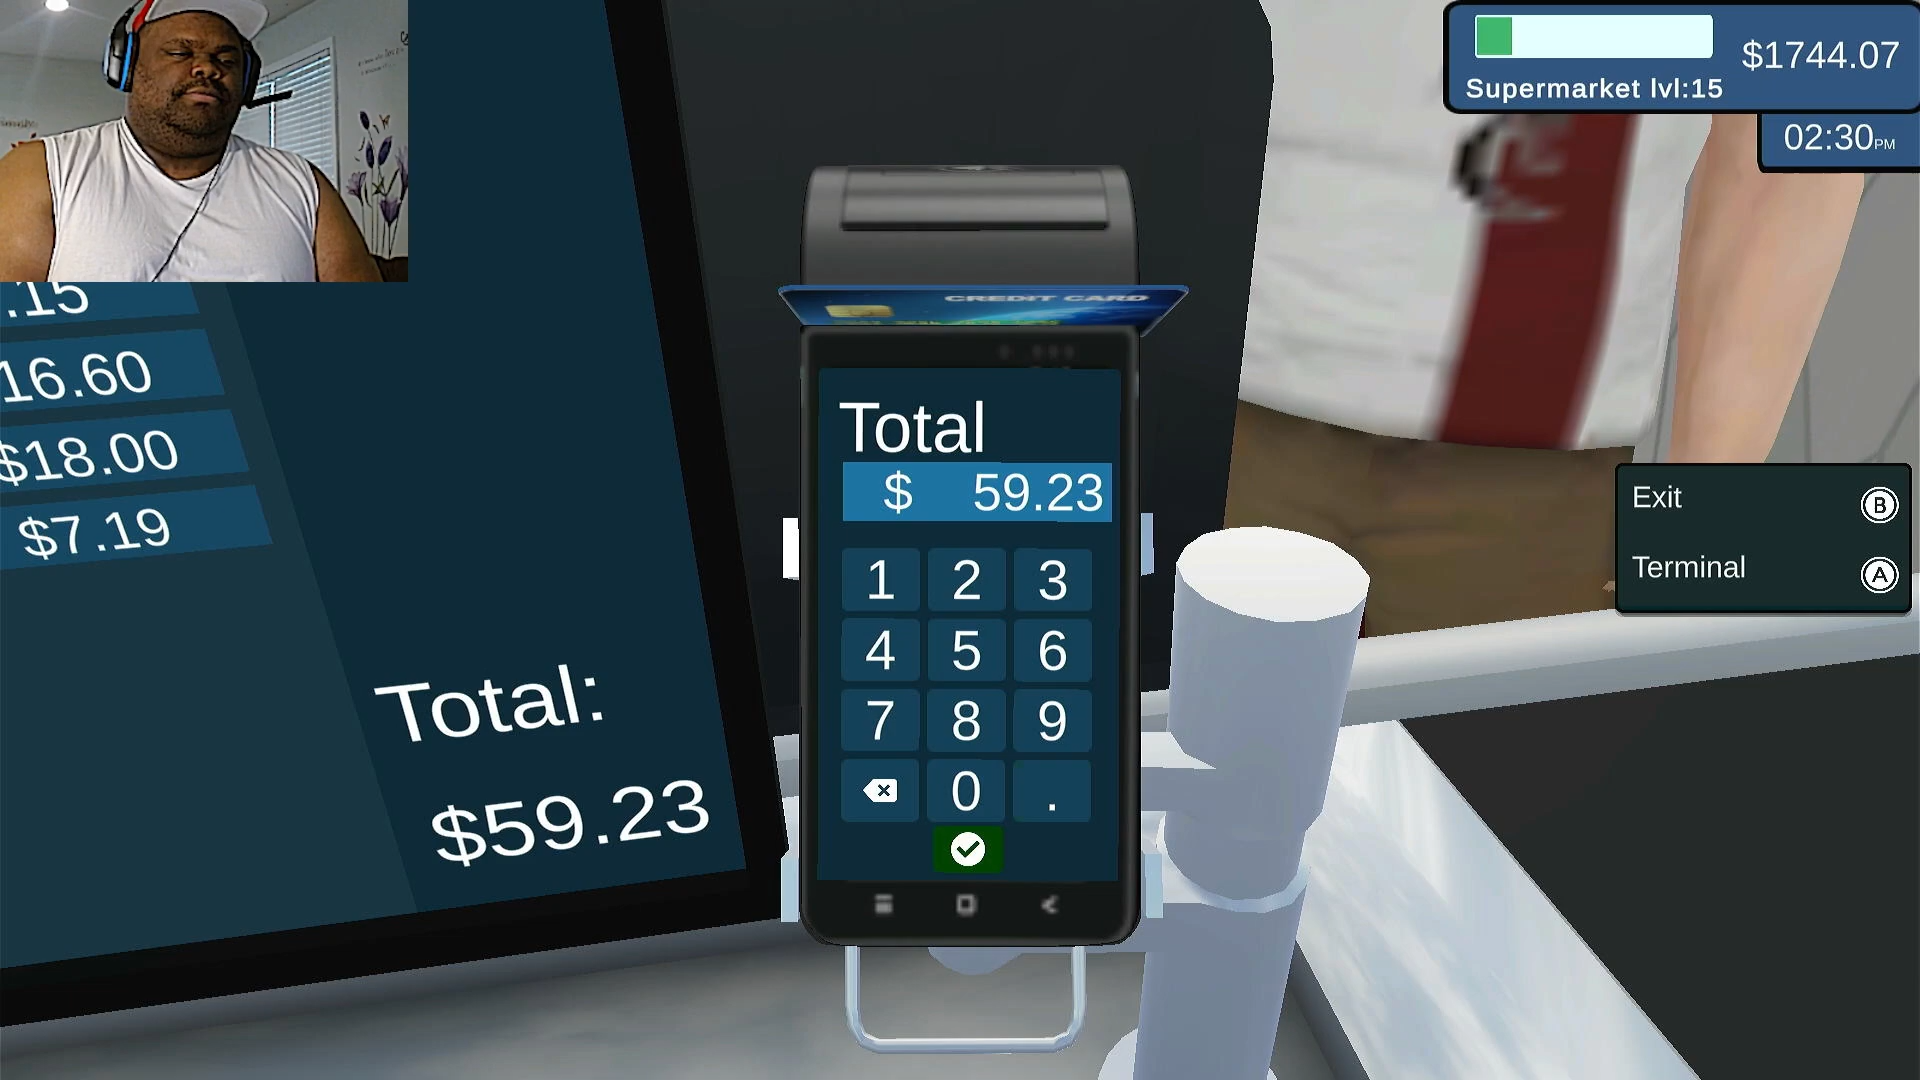 $1744.07
Supermarket lvl:15
02:30PM
CREDIT CARD
.15
16.60
$18.00
$7.19
Total:
$59.23
Total
$ 59.23
1 2 3
4 5 6
7 8 9
0 .
Exit B
Terminal A